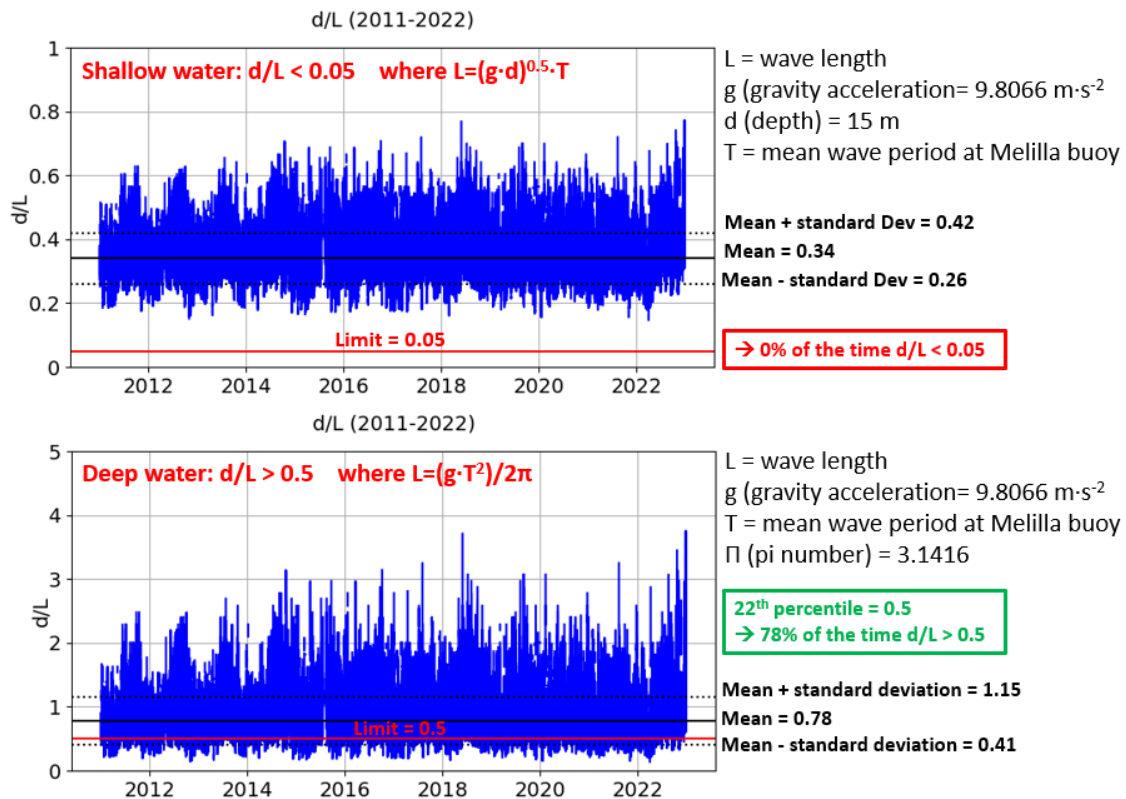 d/L (2011-2022)
Shallow water: d/L < 0.05 where L=(g·d)⁰·⁵·T
1
0.8
0.6
0.4
0.2
0
d/L
Limit = 0.05
2012 2014 2016 2018 2020 2022
L = wave length
g (gravity acceleration= 9.8066 m·s⁻²
d (depth) = 15 m
T = mean wave period at Melilla buoy
Mean + standard Dev = 0.42
Mean = 0.34
Mean - standard Dev = 0.26
→ 0% of the time d/L < 0.05
d/L (2011-2022)
Deep water: d/L > 0.5 where L=(g·T²)/2π
5
4
3
2
1
0
d/L
Limit = 0.5
2012 2014 2016 2018 2020 2022
L = wave length
g (gravity acceleration= 9.8066 m·s⁻²
T = mean wave period at Melilla buoy
Π (pi number) = 3.1416
22ᵗʰ percentile = 0.5
→ 78% of the time d/L > 0.5
Mean + standard deviation = 1.15
Mean = 0.78
Mean - standard deviation = 0.41